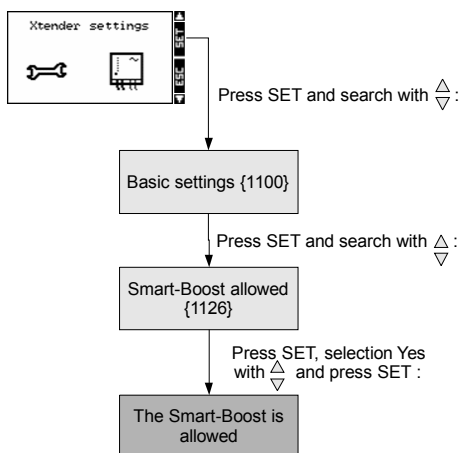 Xtender settings
SET
ESC
Press SET and search with △▽ :
Basic settings {1100}
Press SET and search with △▽ :
Smart-Boost allowed
{1126}
Press SET, selection Yes
with △▽ and press SET :
The Smart-Boost is
allowed